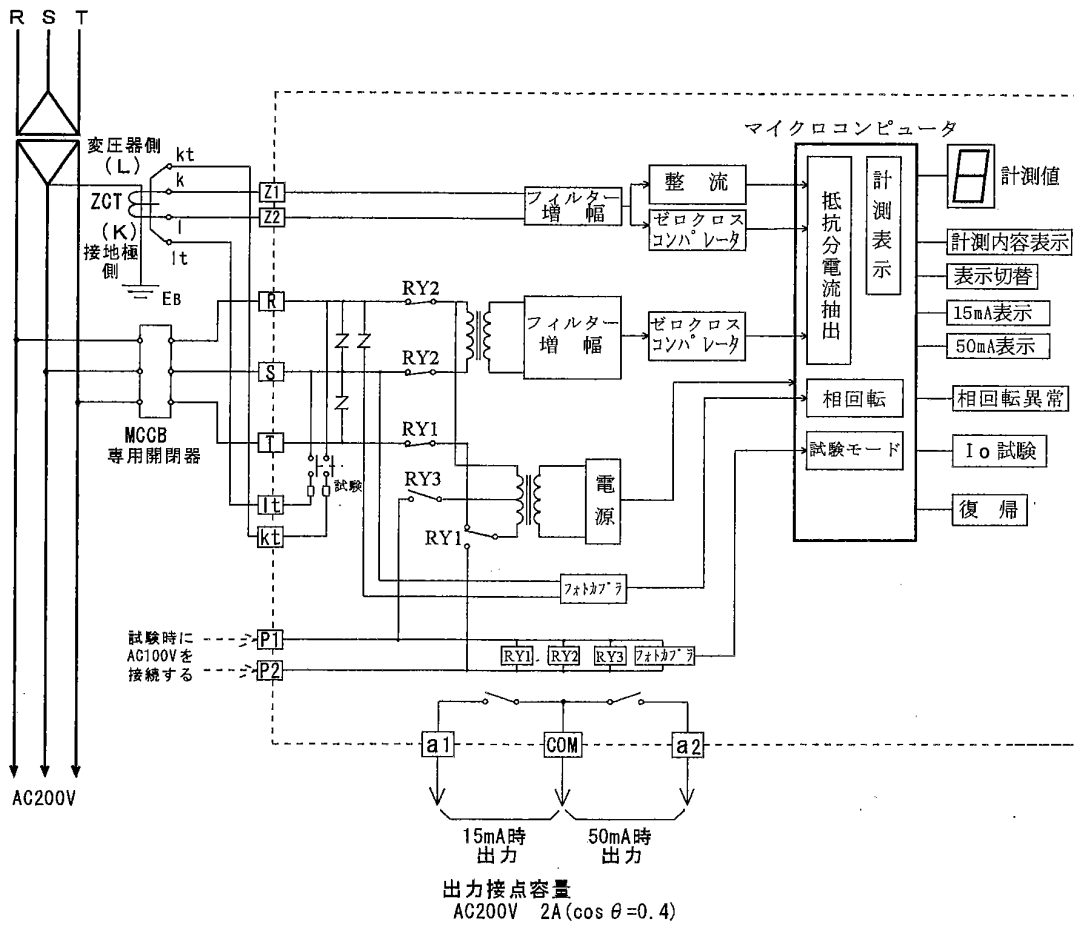 R S T
変圧器側
(L)
kt
k
ZCT
l
(K)
接地極
側
lt
EB
Z1
Z2
R
S
T
lt
kt
MCCB
専用開閉器
試験
RY2
RY2
RY1
RY3
RY1
フィルター
増幅
整流
ゼロクロス
コンパレータ
フィルター
増幅
ゼロクロス
コンパレータ
電源
フォトカプラ
マイクロコンピュータ
抵抗分電流抽出
計測表示
相回転
試験モード
計測値
計測内容表示
表示切替
15mA表示
50mA表示
相回転異常
Io試験
復帰
試験時に
AC100Vを
接続する
P1
P2
RY1
RY2
RY3
フォトカプラ
a1
COM
a2
AC200V
15mA時
出力
50mA時
出力
出力接点容量
AC200V 2A(cosθ=0.4)